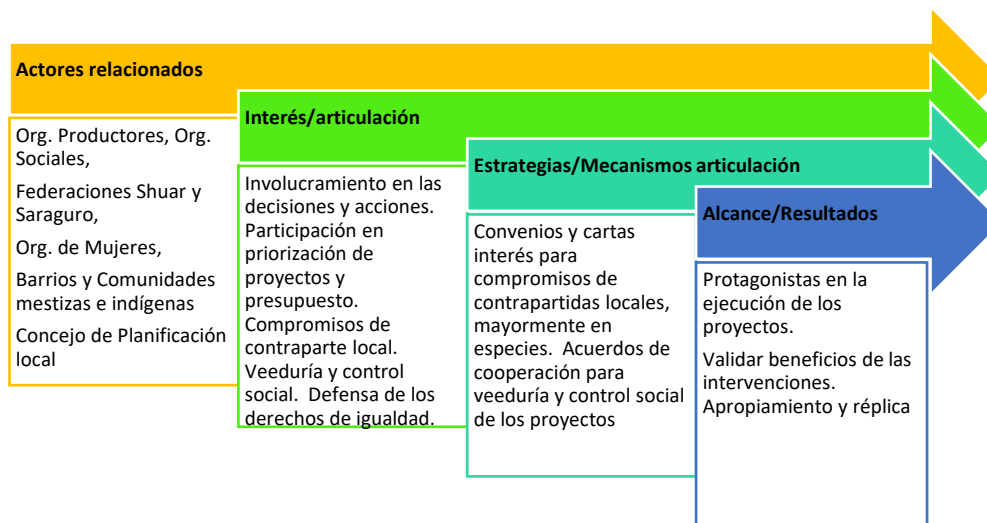 Actores relacionados
Org. Productores, Org.
Sociales,
Federaciones Shuar y
Saraguro,
Org. de Mujeres,
Barrios y Comunidades
mestizas e indígenas
Concejo de Planificación
local
Interés/articulación
Involucramiento en las
decisiones y acciones.
Participación en
priorización de
proyectos y
presupuesto.
Compromisos de
contraparte local.
Veeduría y control
social.  Defensa de los
derechos de igualdad.
Estrategias/Mecanismos articulación
Convenios y cartas
interés para
compromisos de
contrapartidas locales,
mayormente en
especies.  Acuerdos de
cooperación para
veeduría y control social
de los proyectos
Alcance/Resultados
Protagonistas en la
ejecución de los
proyectos.
Validar beneficios de las
intervenciones.
Apropiamiento y réplica